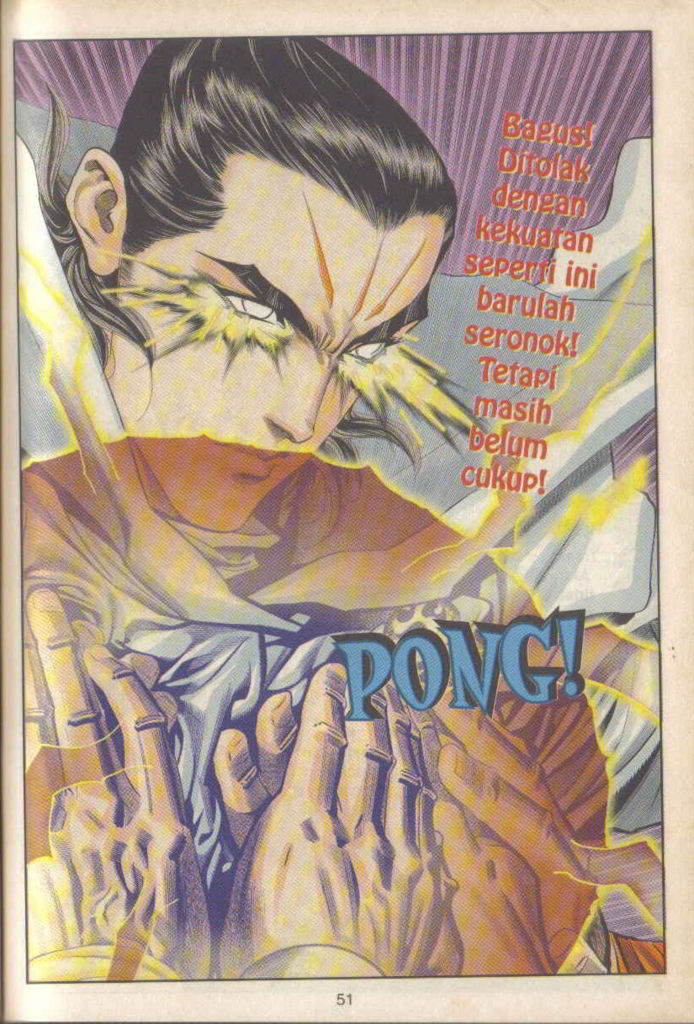 Bagus!
Ditolak
dengan
kekuatan
seperti ini
barulah
seronok!
Tetapi
masih
belum
cukup!
PONG!
51